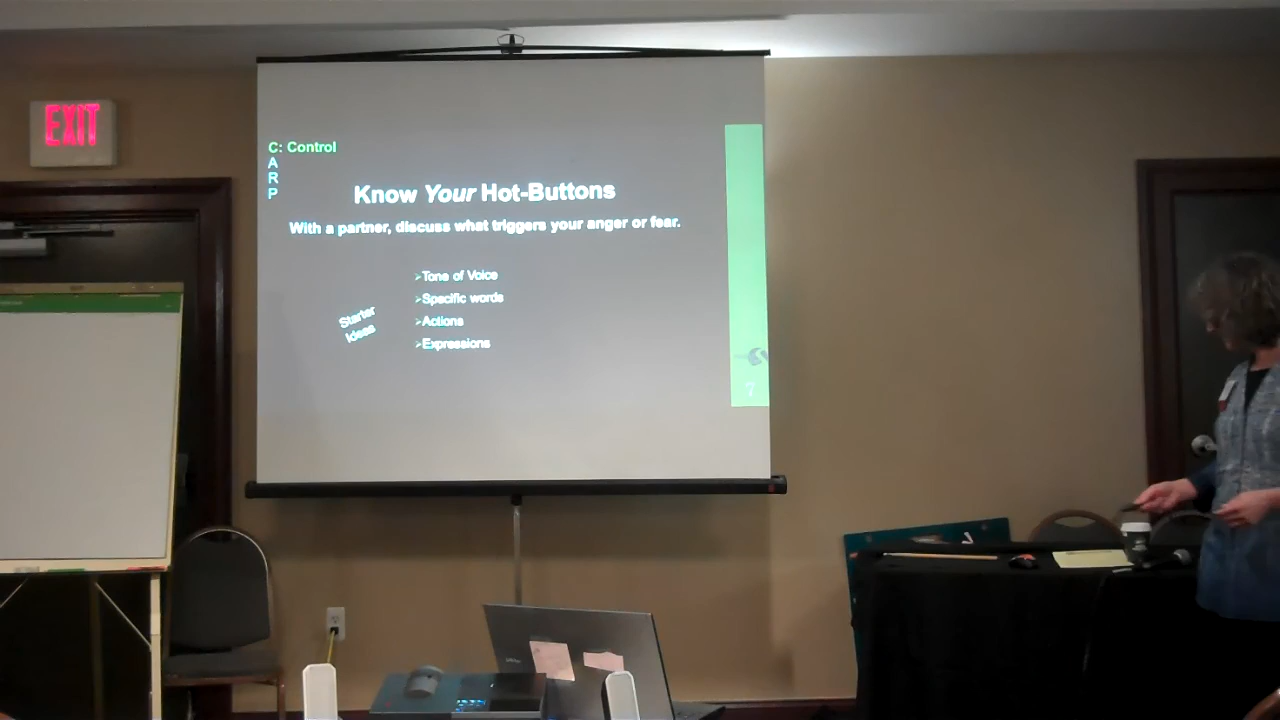 EXIT
C: Control
A
R
P
Know Your Hot-Buttons
With a partner, discuss what triggers your anger or fear.
Starter
Ideas
➢Tone of Voice
➢Specific words
➢Actions
➢Expressions
7